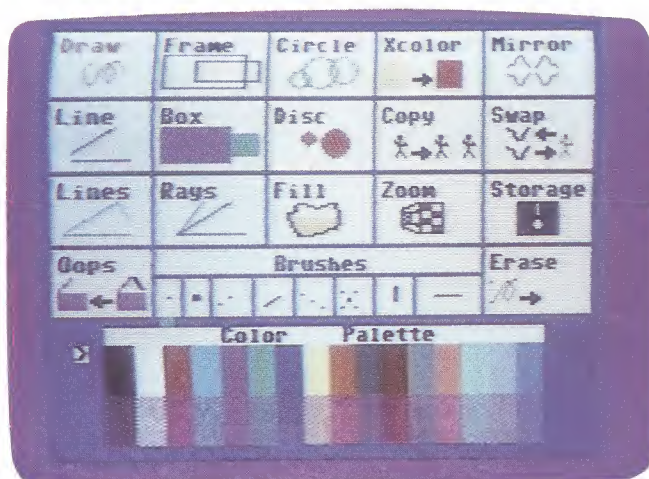 Draw Frame Circle Xcolor Mirror
Line Box Disc Copy Swap
Lines Rays Fill Zoom Storage
Oops Brushes Erase
Color Palette